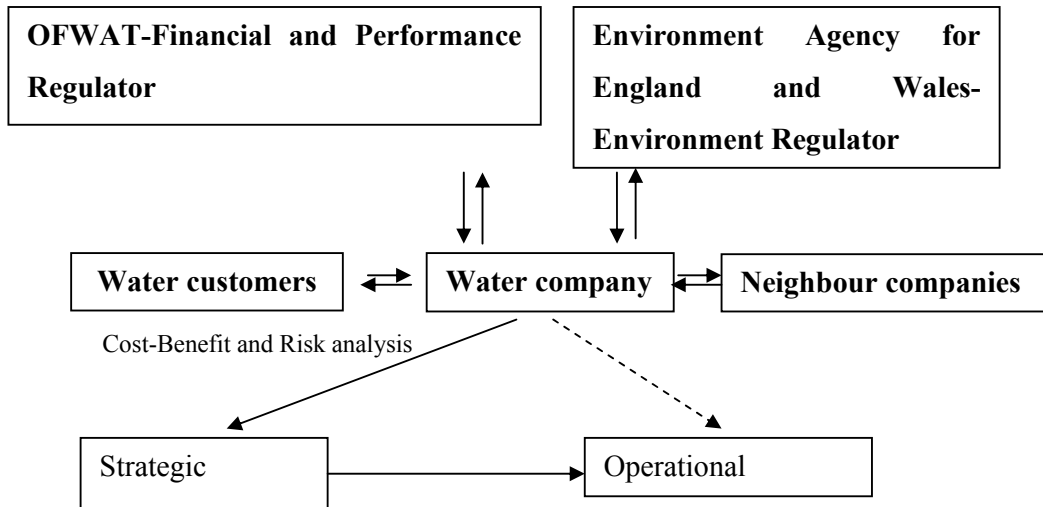 OFWAT-Financial and Performance
Regulator
Environment Agency for
England and Wales-
Environment Regulator
Water customers
Water company
Neighbour companies
Cost-Benefit and Risk analysis
Strategic
Operational